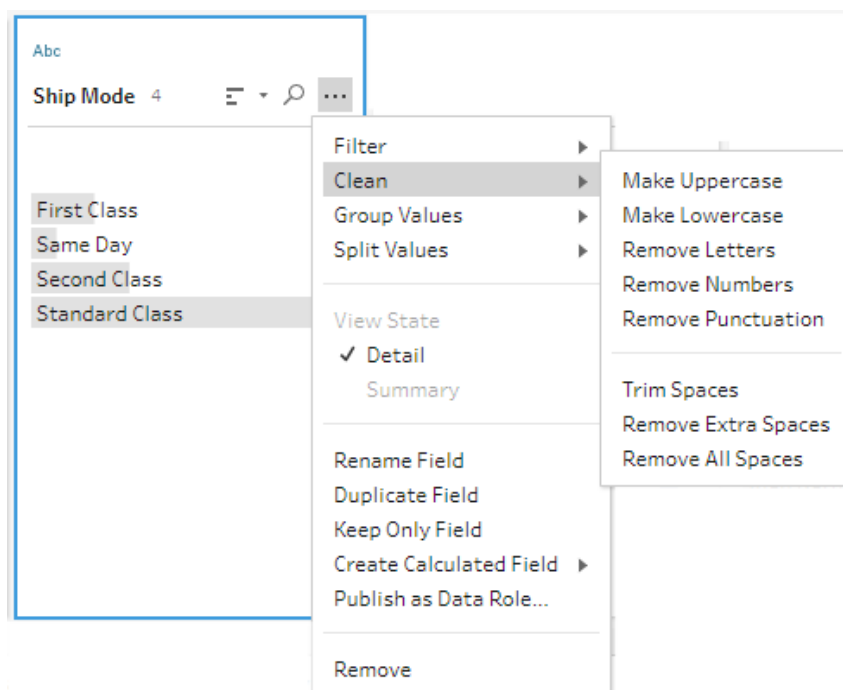 Abc
Ship Mode 4
First Class
Same Day
Second Class
Standard Class
Filter
Clean
Group Values
Split Values
View State
✓ Detail
Summary
Rename Field
Duplicate Field
Keep Only Field
Create Calculated Field
Publish as Data Role...
Remove
Make Uppercase
Make Lowercase
Remove Letters
Remove Numbers
Remove Punctuation
Trim Spaces
Remove Extra Spaces
Remove All Spaces